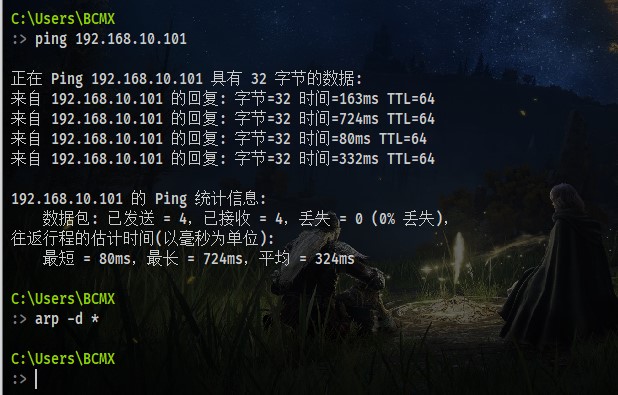 C:\Users\BCMX
:> ping 192.168.10.101
正在 Ping 192.168.10.101 具有 32 字节的数据:
来自 192.168.10.101 的回复: 字节=32 时间=163ms TTL=64
来自 192.168.10.101 的回复: 字节=32 时间=724ms TTL=64
来自 192.168.10.101 的回复: 字节=32 时间=80ms TTL=64
来自 192.168.10.101 的回复: 字节=32 时间=332ms TTL=64
192.168.10.101 的 Ping 统计信息:
数据包: 已发送 = 4，已接收 = 4，丢失 = 0 (0% 丢失)，
往返行程的估计时间(以毫秒为单位):
最短 = 80ms，最长 = 724ms，平均 = 324ms
C:\Users\BCMX
:> arp -d *
C:\Users\BCMX
:>